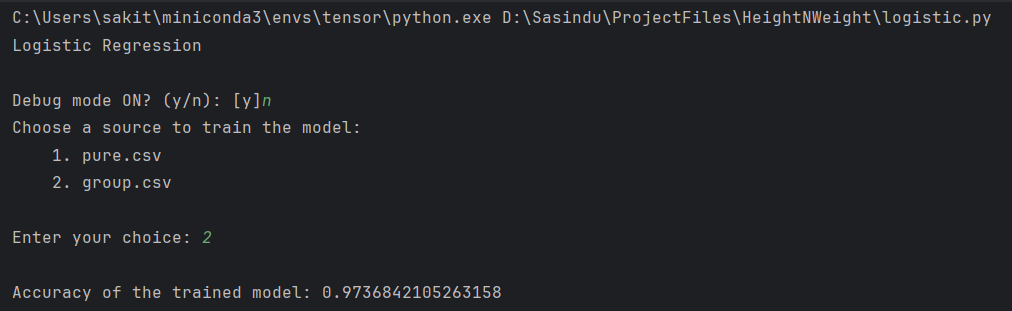 C:\Users\sakit\miniconda3\envs\tensor\python.exe D:\Sasindu\ProjectFiles\HeightNWeight\logistic.py
Logistic Regression
Debug mode ON? (y/n): [y]n
Choose a source to train the model:
1. pure.csv
2. group.csv
Enter your choice: 2
Accuracy of the trained model: 0.9736842105263158